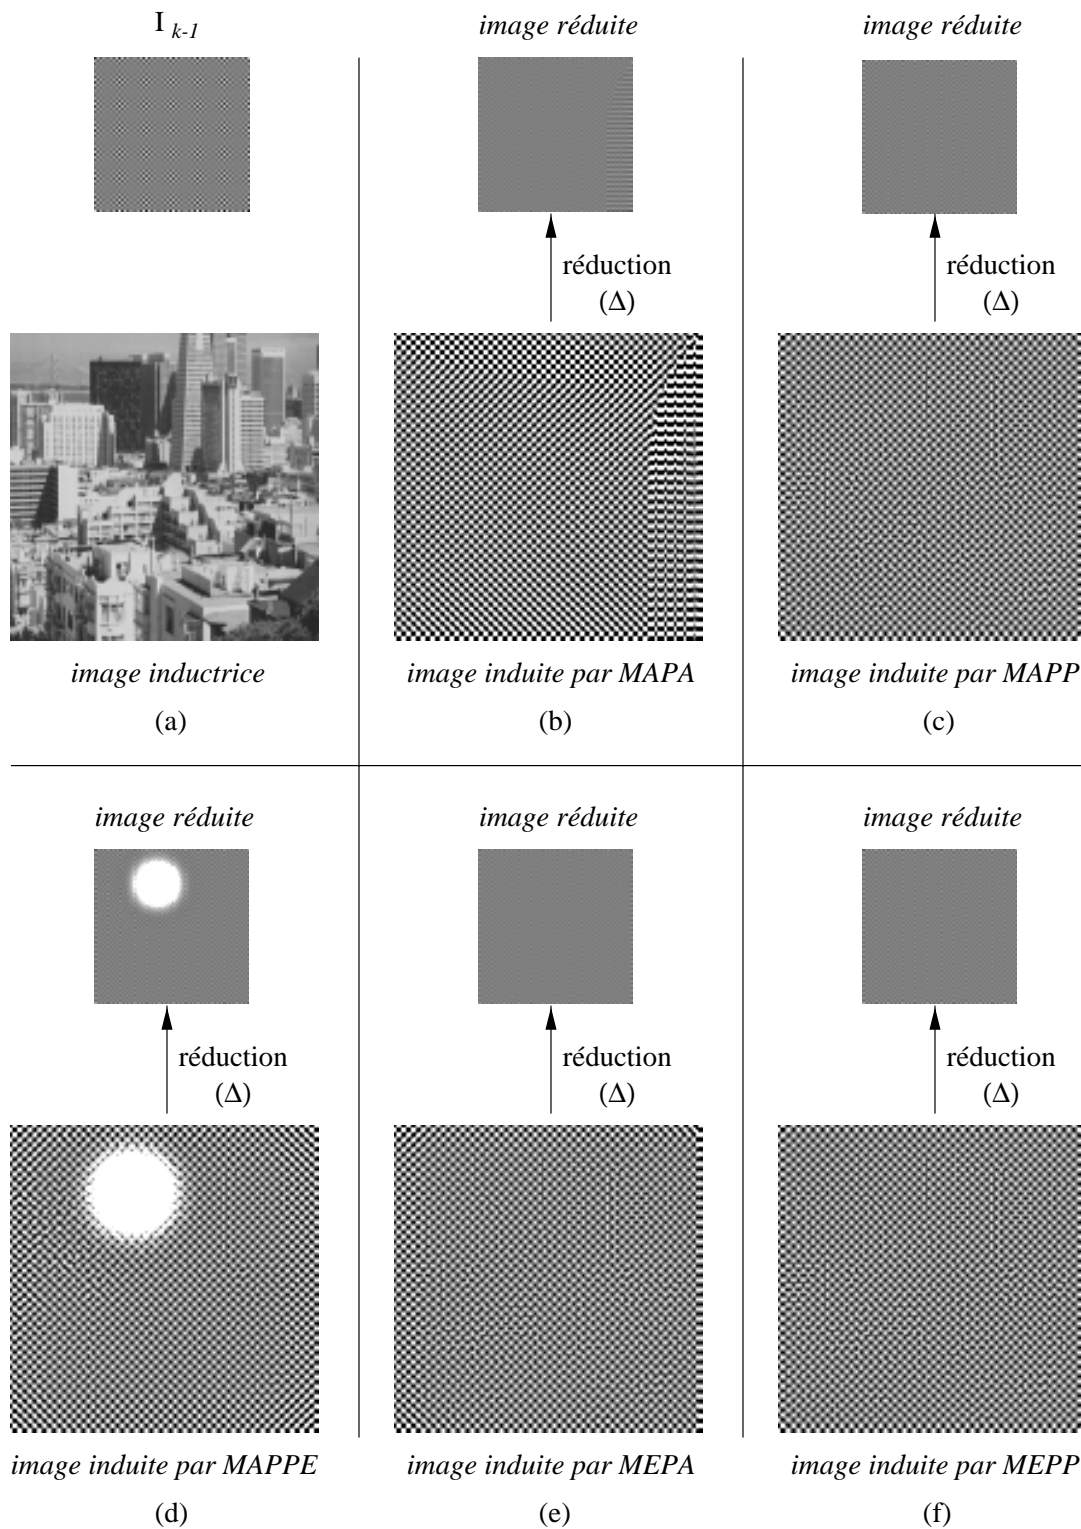 I k-1
image réduite
image réduite
réduction
(Δ)
réduction
(Δ)
image inductrice
image induite par MAPA
image induite par MAPP
(a)
(b)
(c)
image réduite
image réduite
image réduite
réduction
(Δ)
réduction
(Δ)
réduction
(Δ)
image induite par MAPPE
image induite par MEPA
image induite par MEPP
(d)
(e)
(f)